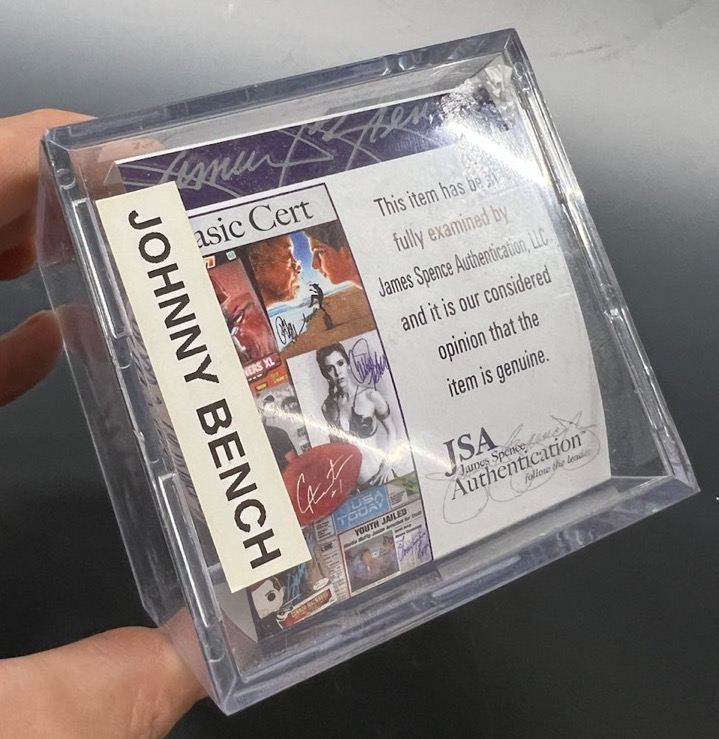 JOHNNY BENCH
asic Cert
This item has be n
fully examined by
James Spence Authentication, LLC.
and it is our considered
opinion that the
item is genuine.
JSA
James Spence
Authentication™
follow the leader
USA
TODAY
YOUTH JAILED